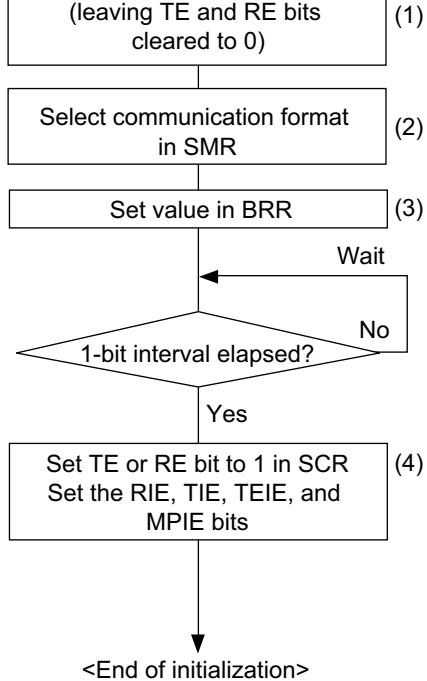 (leaving TE and RE bits
cleared to 0)
(1)
Select communication format
in SMR
(2)
Set value in BRR
(3)
Wait
No
1-bit interval elapsed?
Yes
Set TE or RE bit to 1 in SCR
Set the RIE, TIE, TEIE, and
MPIE bits
(4)
<End of initialization>